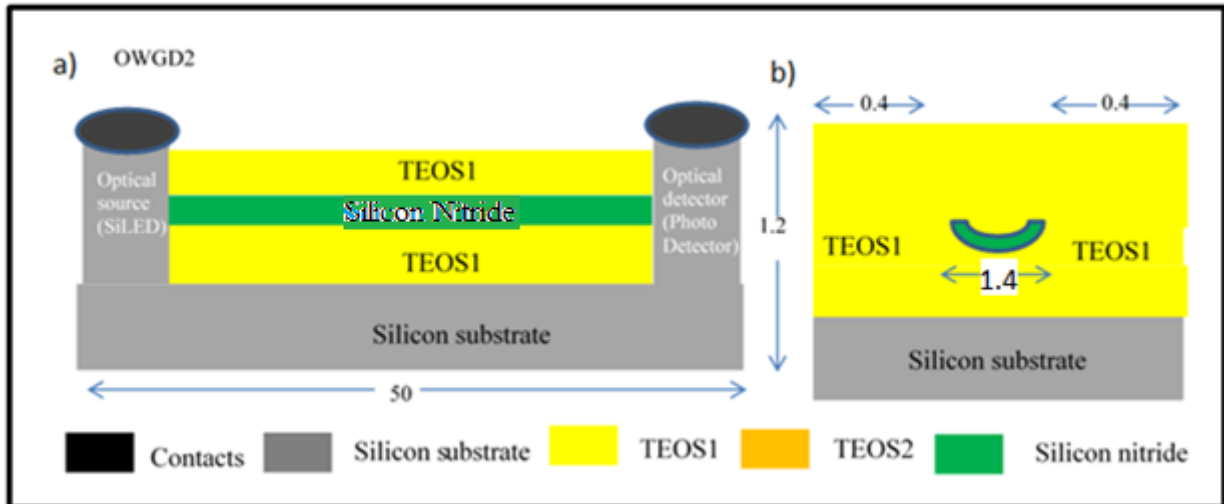 a) OWGD2
b)
0.4 0.4
TEOS1
Optical
source
(SiLED)
Silicon Nitride
TEOS1
Optical
detector
(Photo
Detector)
1.2
Silicon substrate
50
TEOS1 TEOS1
1.4
Silicon substrate
Contacts Silicon substrate TEOS1 TEOS2 Silicon nitride